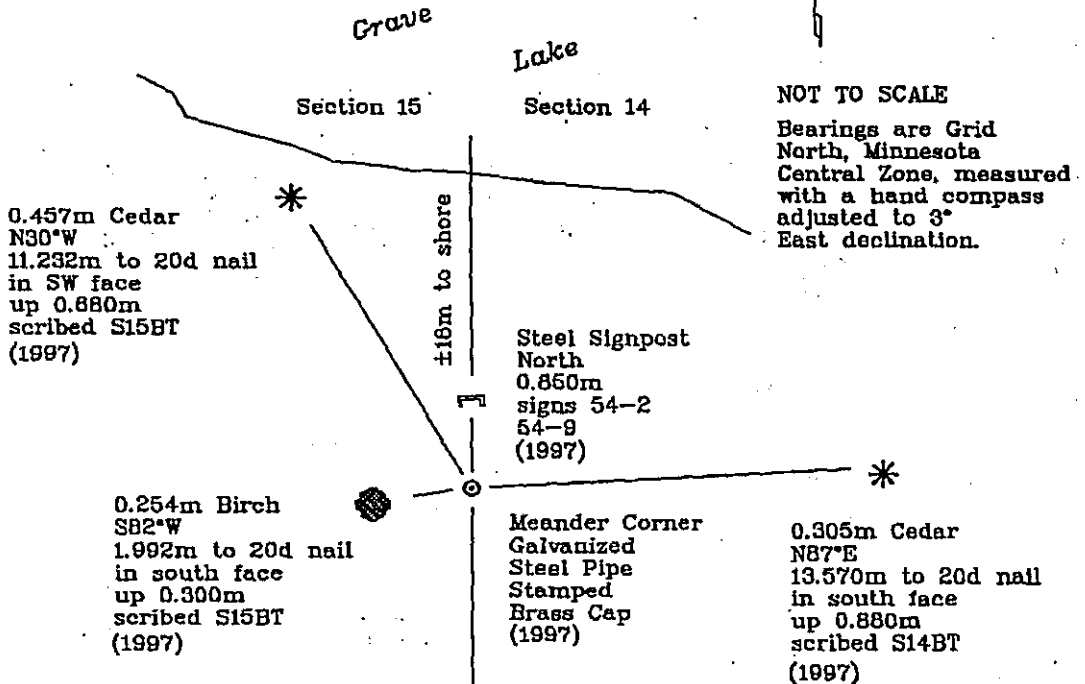 Grave
Lake
Section 15
Section 14
NOT TO SCALE
Bearings are Grid
North, Minnesota
Central Zone, measured
with a hand compass
adjusted to 3°
East declination.
0.457m Cedar
N30°W
11.232m to 20d nail
in SW face
up 0.680m
scribed S15BT
(1997)
±18m to shore
Steel Signpost
North
0.850m
signs 54-2
54-9
(1997)
0.254m Birch
S82°W
1.992m to 20d nail
in south face
up 0.300m
scribed S15BT
(1997)
Meander Corner
Galvanized
Steel Pipe
Stamped
Brass Cap
(1997)
0.305m Cedar
N87°E
13.570m to 20d nail
in south face
up 0.880m
scribed S14BT
(1997)